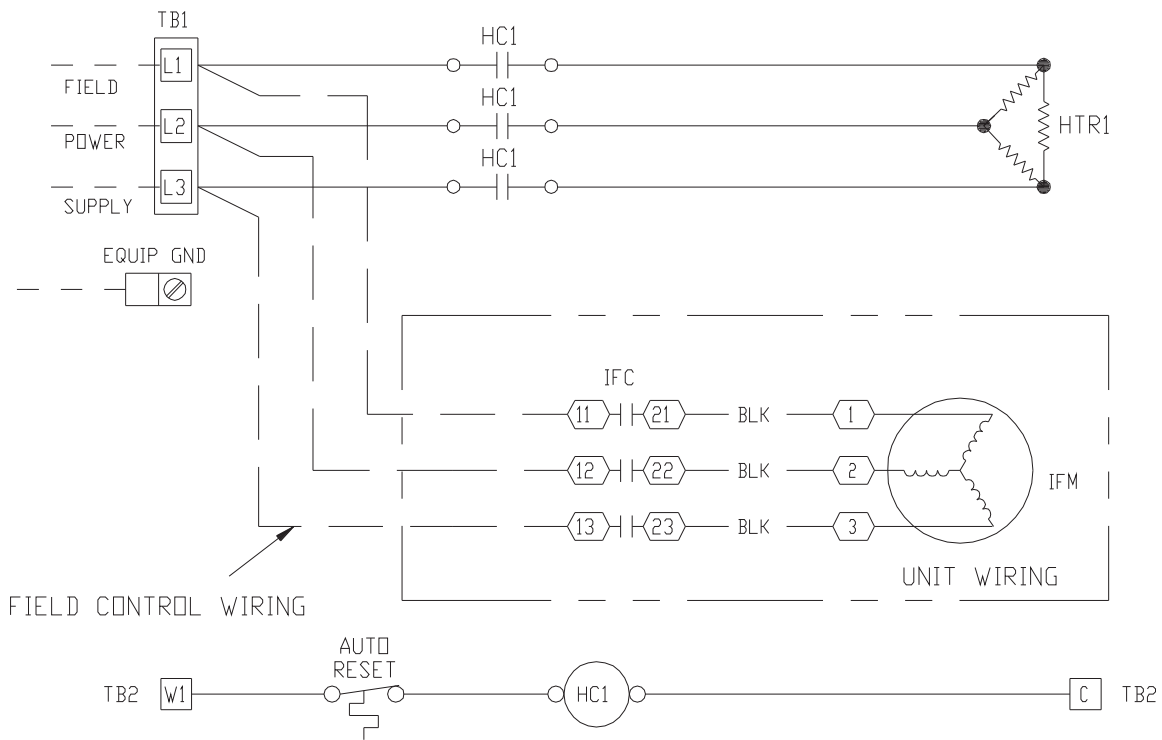 TB1
HC1
L1
FIELD
HC1
L2
POWER
HTR1
HC1
L3
SUPPLY
EQUIP GND
IFC
11 21 BLK 1
12 22 BLK 2
IFM
13 23 BLK 3
UNIT WIRING
FIELD CONTROL WIRING
AUTO
RESET
TB2 W1 HC1 C TB2